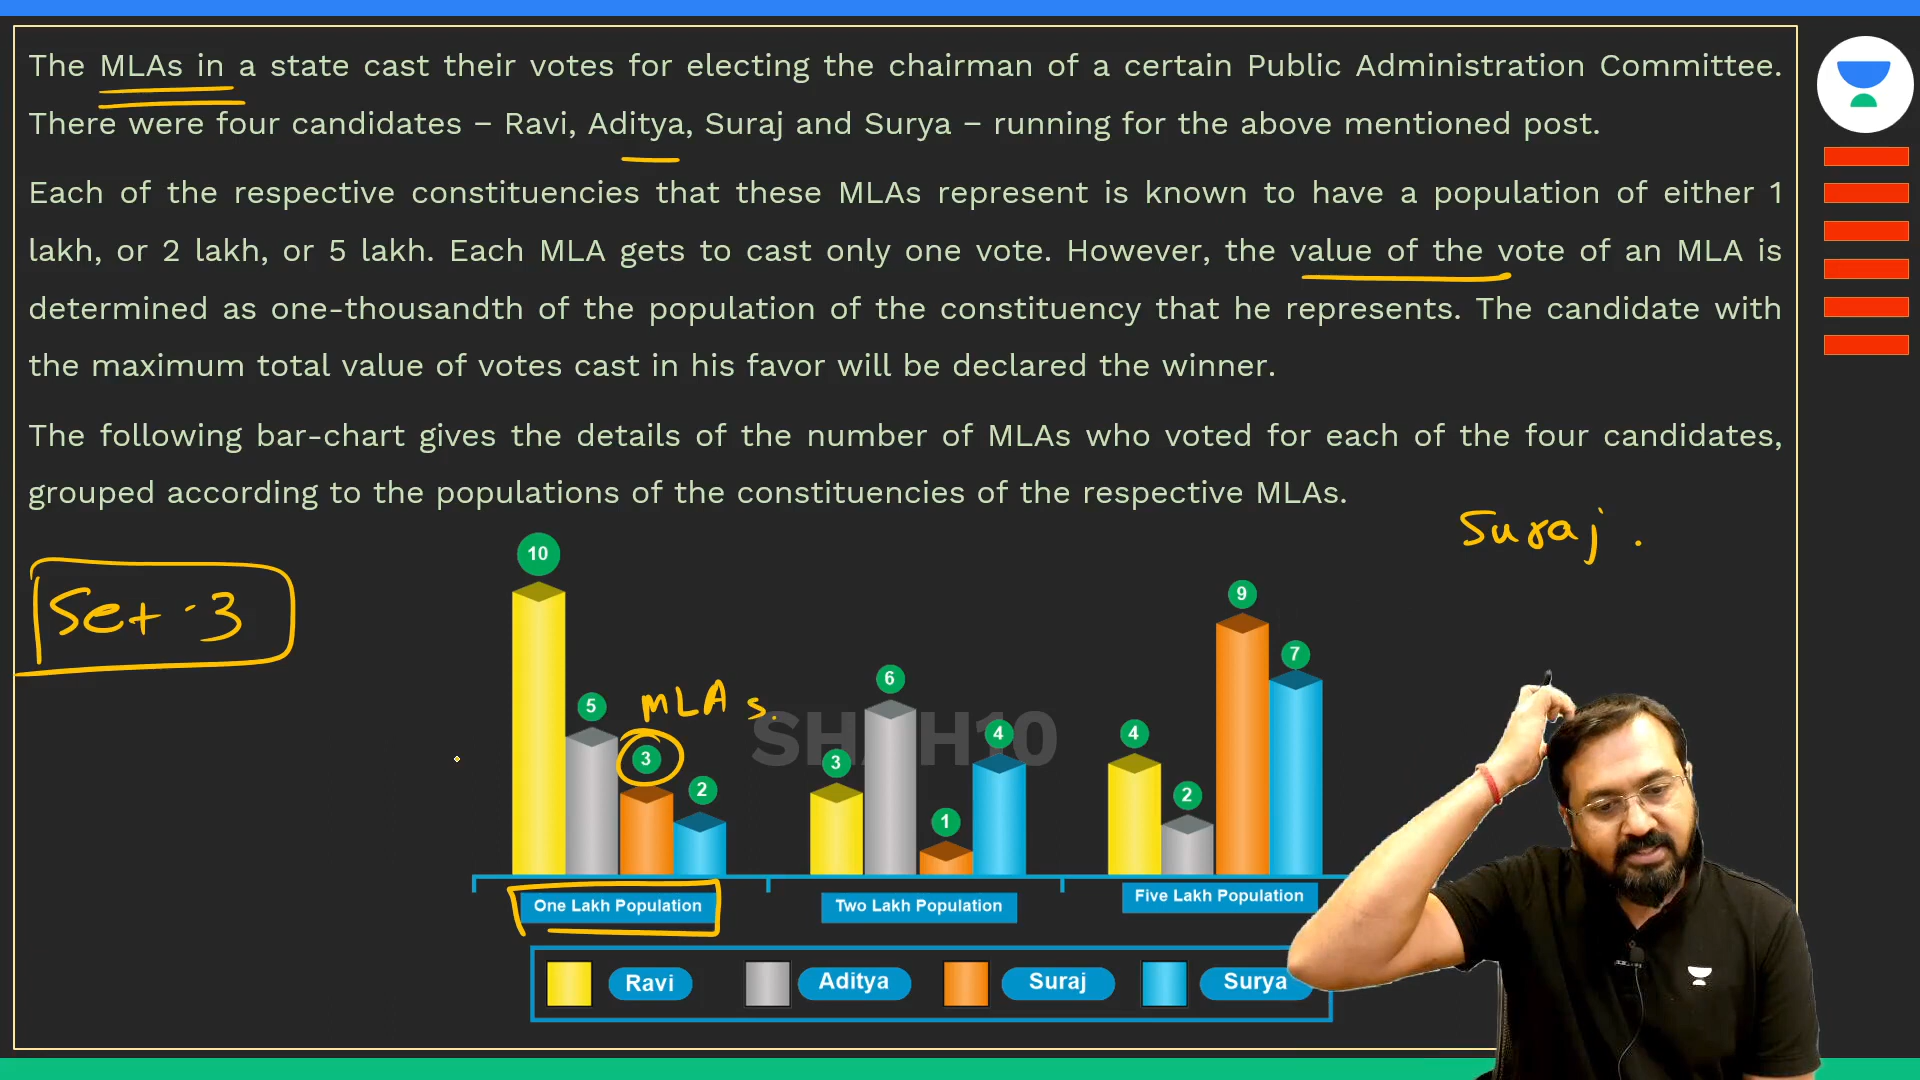 The MLAs in a state cast their votes for electing the chairman of a certain Public Administration Committee.
There were four candidates – Ravi, Aditya, Suraj and Surya – running for the above mentioned post.
Each of the respective constituencies that these MLAs represent is known to have a population of either 1
lakh, or 2 lakh, or 5 lakh. Each MLA gets to cast only one vote. However, the value of the vote of an MLA is
determined as one-thousandth of the population of the constituency that he represents. The candidate with
the maximum total value of votes cast in his favor will be declared the winner.
The following bar-chart gives the details of the number of MLAs who voted for each of the four candidates,
grouped according to the populations of the constituencies of the respective MLAs.
Suraj.
Set-3
10 5 3 2
MLAs.
3 6 1 4
4 2 9 7
One Lakh Population Two Lakh Population Five Lakh Population
Ravi Aditya Suraj Surya